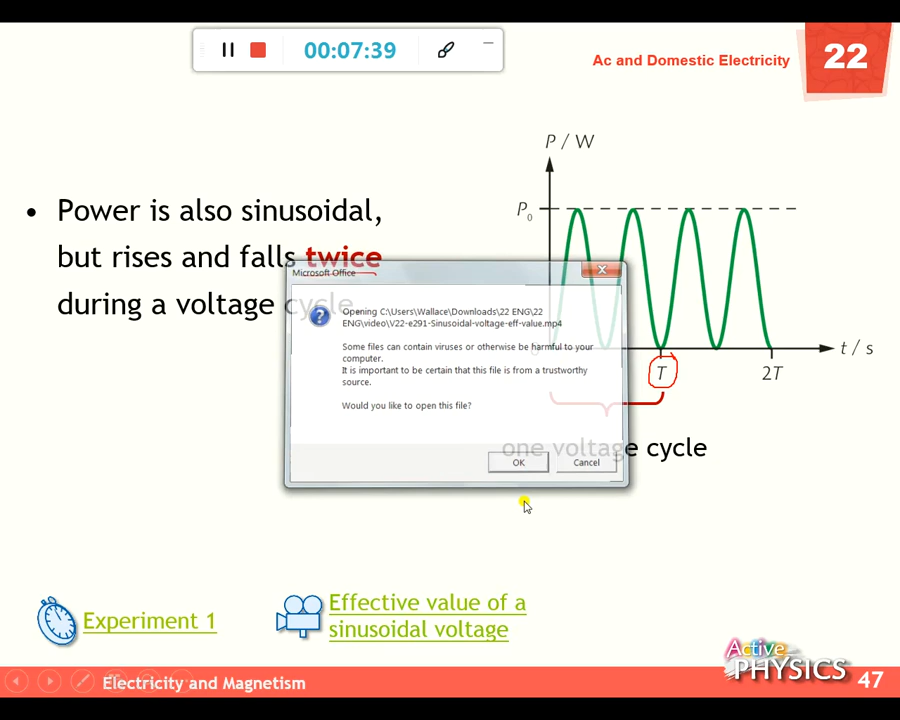 00:07:39
Ac and Domestic Electricity
22
P / W
P₀
• Power is also sinusoidal,
but rises and falls twice
during a voltage cycle
t / s
T
2T
one voltage cycle
Microsoft Office
Opening C:\Users\Wallace\Downloads\22 ENG\22
ENG\video\V22-e291-Sinusoidal-voltage-eff-value.mp4
Some files can contain viruses or otherwise be harmful to your
computer.
It is important to be certain that this file is from a trustworthy
source.
Would you like to open this file?
OK
Cancel
Experiment 1
Effective value of a
sinusoidal voltage
Active
PHYSICS
Electricity and Magnetism
47